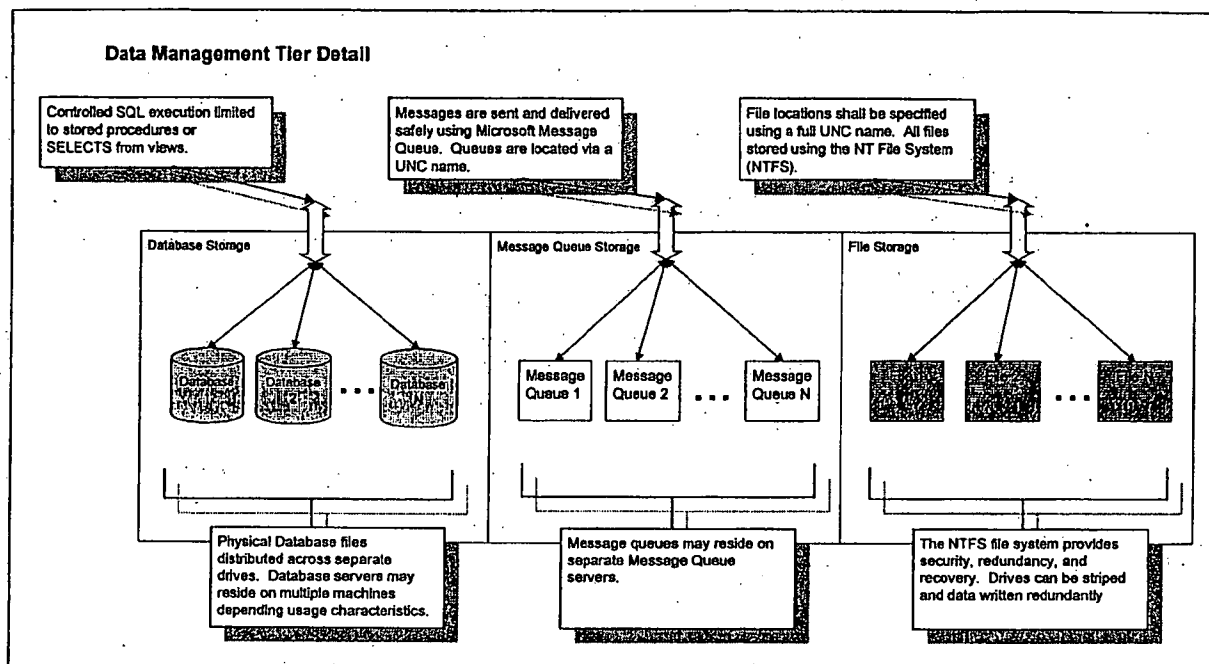 Data Management Tier Detail
Controlled SQL execution limited
to stored procedures or
SELECTS from views.
Messages are sent and delivered
safely using Microsoft Message
Queue. Queues are located via a
UNC name.
File locations shall be specified
using a full UNC name. All files
stored using the NT File System
(NTFS).
Database Storage
Message Queue Storage
File Storage
Database
Database
Database
Message
Queue 1
Message
Queue 2
Message
Queue N
Physical Database files
distributed across separate
drives. Database servers may
reside on multiple machines
depending usage characteristics.
Message queues may reside on
separate Message Queue
servers.
The NTFS file system provides
security, redundancy, and
recovery. Drives can be striped
and data written redundantly